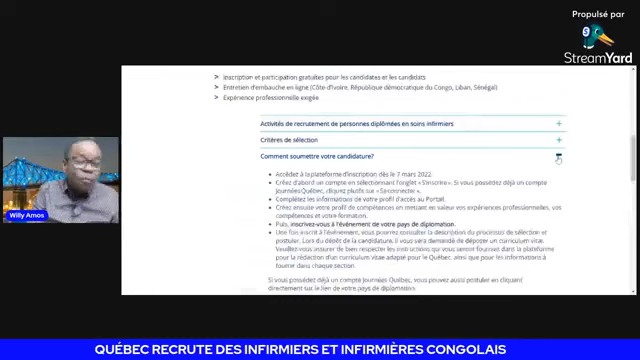 Propulsé par
StreamYard
> Inscription et participation gratuites pour les candidates et les candidats
> Entretien d'embauche en ligne (Côte d'Ivoire, République démocratique du Congo, Liban, Sénégal)
> Expérience professionnelle exigée
Activités de recrutement de personnes diplômées en soins infirmiers +
Critères de sélection +
Comment soumettre votre candidature? −
• Accédez à la plateforme d'inscription dès le 7 mars 2022.
• Créez d'abord un compte en sélectionnant l'onglet «S'inscrire». Si vous possédez déjà un compte
Journées Québec, cliquez plutôt sur «Se connecter».
• Complétez les informations de votre profil d'accès au Portail.
• Créez ensuite votre profil de compétences en mettant en valeur vos expériences professionnelles, vos
compétences et votre formation.
• Puis, inscrivez-vous à l'événement de votre pays de diplomation.
• Une fois inscrit à l'événement, vous pourrez consulter la description du processus de sélection et
postuler. Lors du dépôt de la candidature, il vous sera demandé de déposer un curriculum vitae.
Veuillez-vous assurer de bien respecter les instructions qui vous seront fournies dans la plateforme
pour la rédaction d'un curriculum vitae adapté pour le Québec, ainsi que pour les informations à
fournir dans chaque section.
Si vous possédez déjà un compte Journées Québec, vous pouvez aussi postuler en cliquant
directement sur le lien de votre pays de diplomation
Willy Amos
QUÉBEC RECRUTE DES INFIRMIERS ET INFIRMIÈRES CONGOLAIS